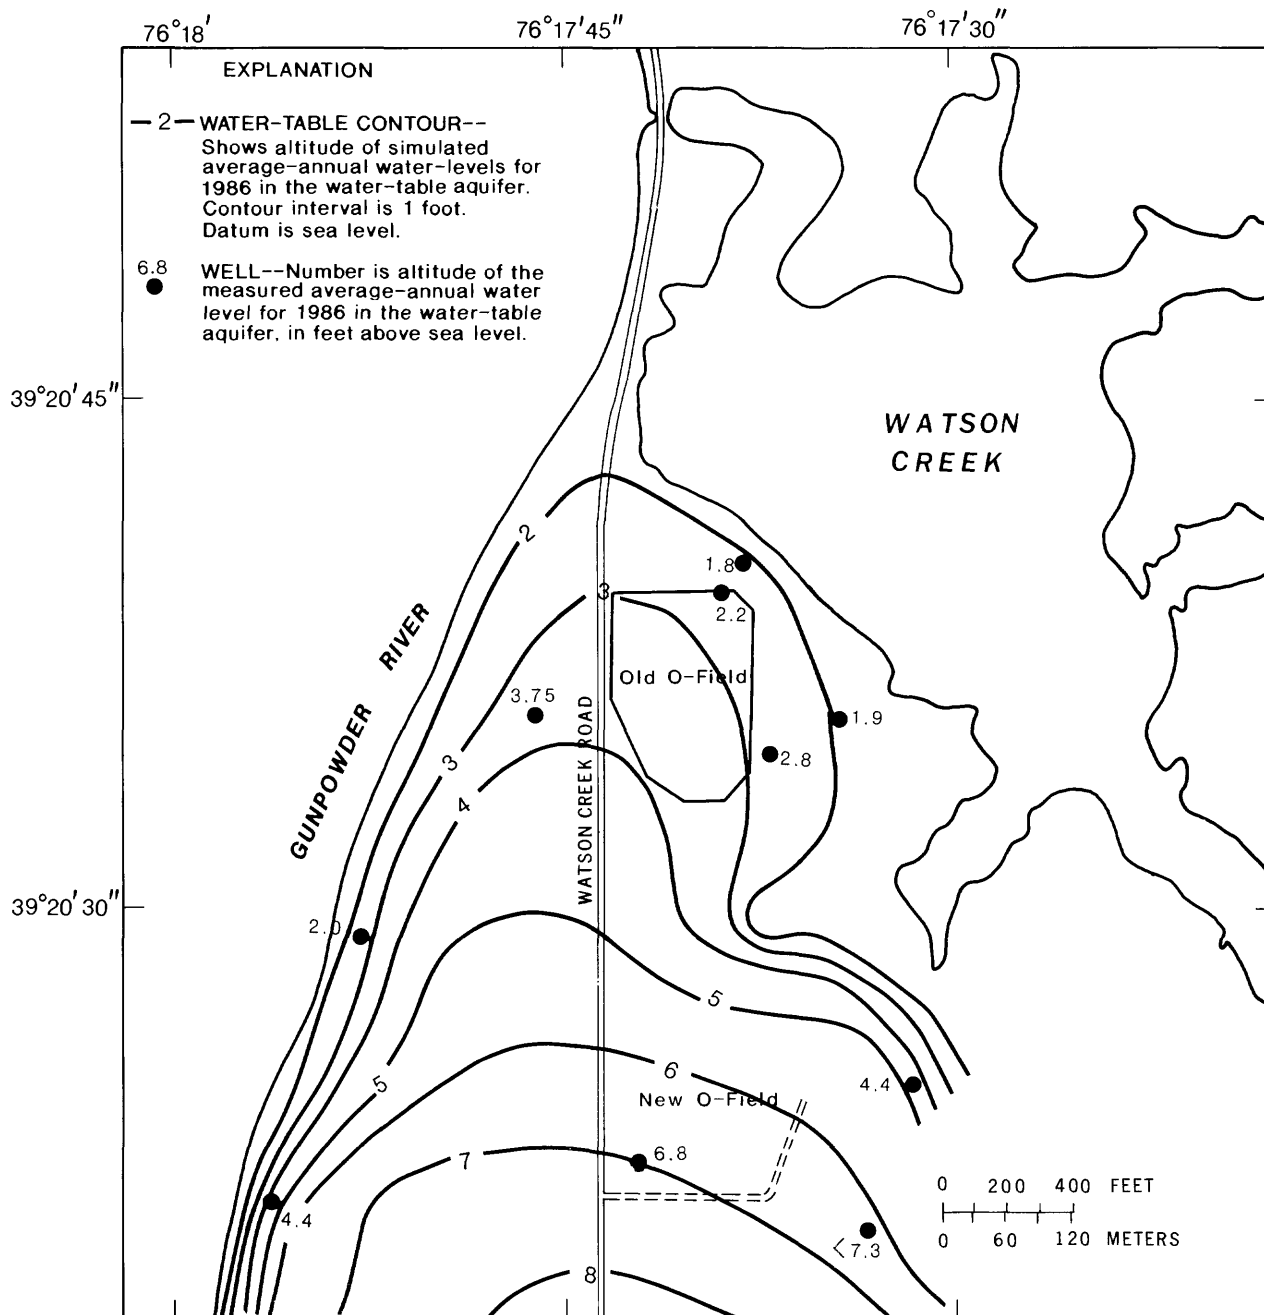 76°18'
76°17'45"
76°17'30"
EXPLANATION
2
WATER-TABLE CONTOUR--
Shows altitude of simulated
average-annual water-levels for
1986 in the water-table aquifer.
Contour interval is 1 foot.
Datum is sea level.
6.8
WELL--Number is altitude of the
measured average-annual water
level for 1986 in the water-table
aquifer, in feet above sea level.
39°20'45"
WATSON
CREEK
2
1.8
3
2.2
GUNPOWDER RIVER
Old O-Field
3.75
WATSON CREEK ROAD
1.9
2.8
3
4
39°20'30"
2.0
5
6
5
4.4
New O-Field
7
6.8
0 200 400 FEET
0 60 120 METERS
4.4
<7.3
8